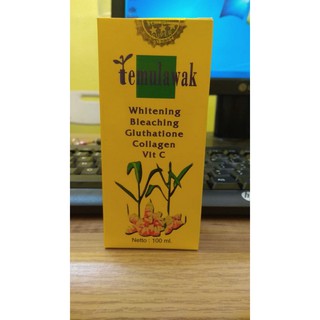 temulawak
Whitening
Bleaching
Gluthatione
Collagen
Vit C
Netto : 100 ml